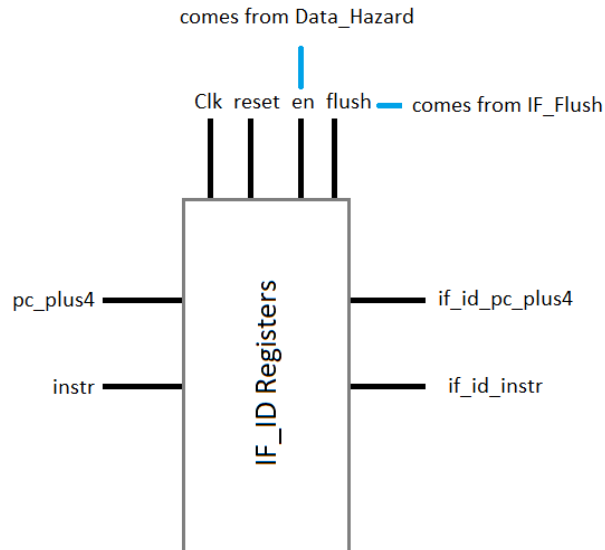 comes from Data_Hazard
Clk reset en flush
comes from IF_Flush
pc_plus4
IF_ID Registers
if_id_pc_plus4
instr
if_id_instr